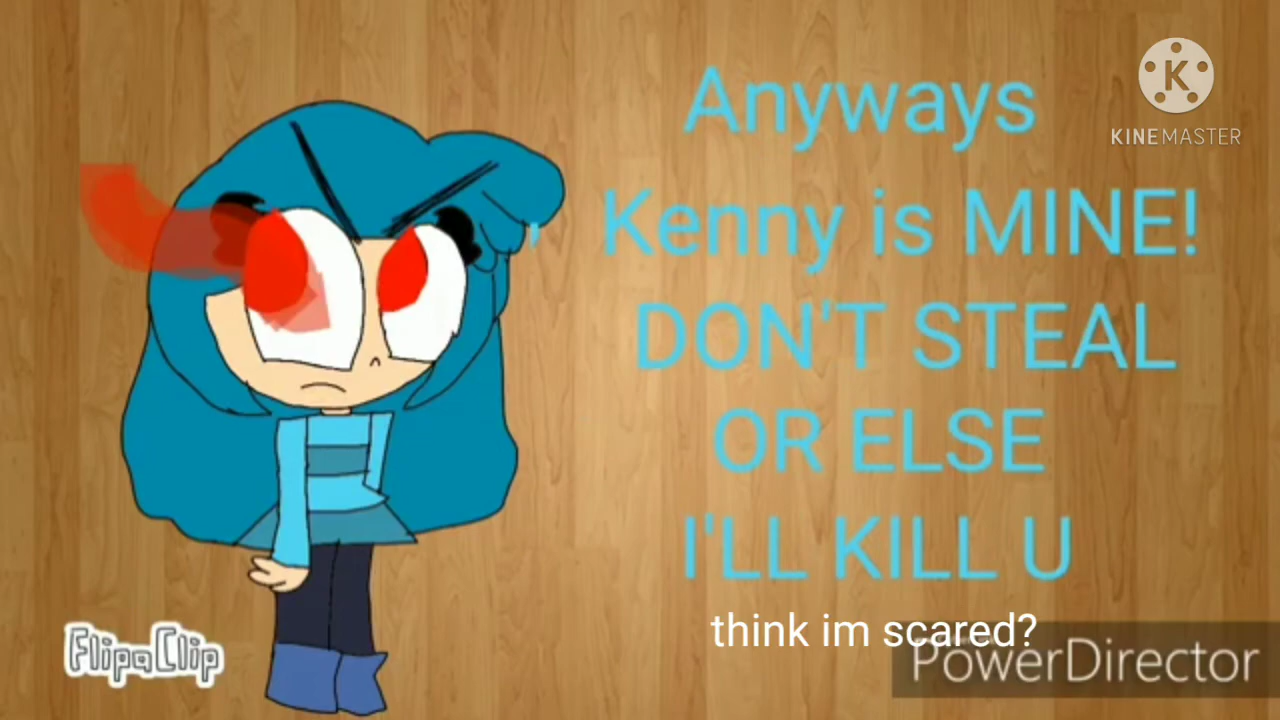 Anyways
K
KINEMASTER
Kenny is MINE!
DON'T STEAL
OR ELSE
I'LL KILL U
think im scared?
FlipaClip
PowerDirector